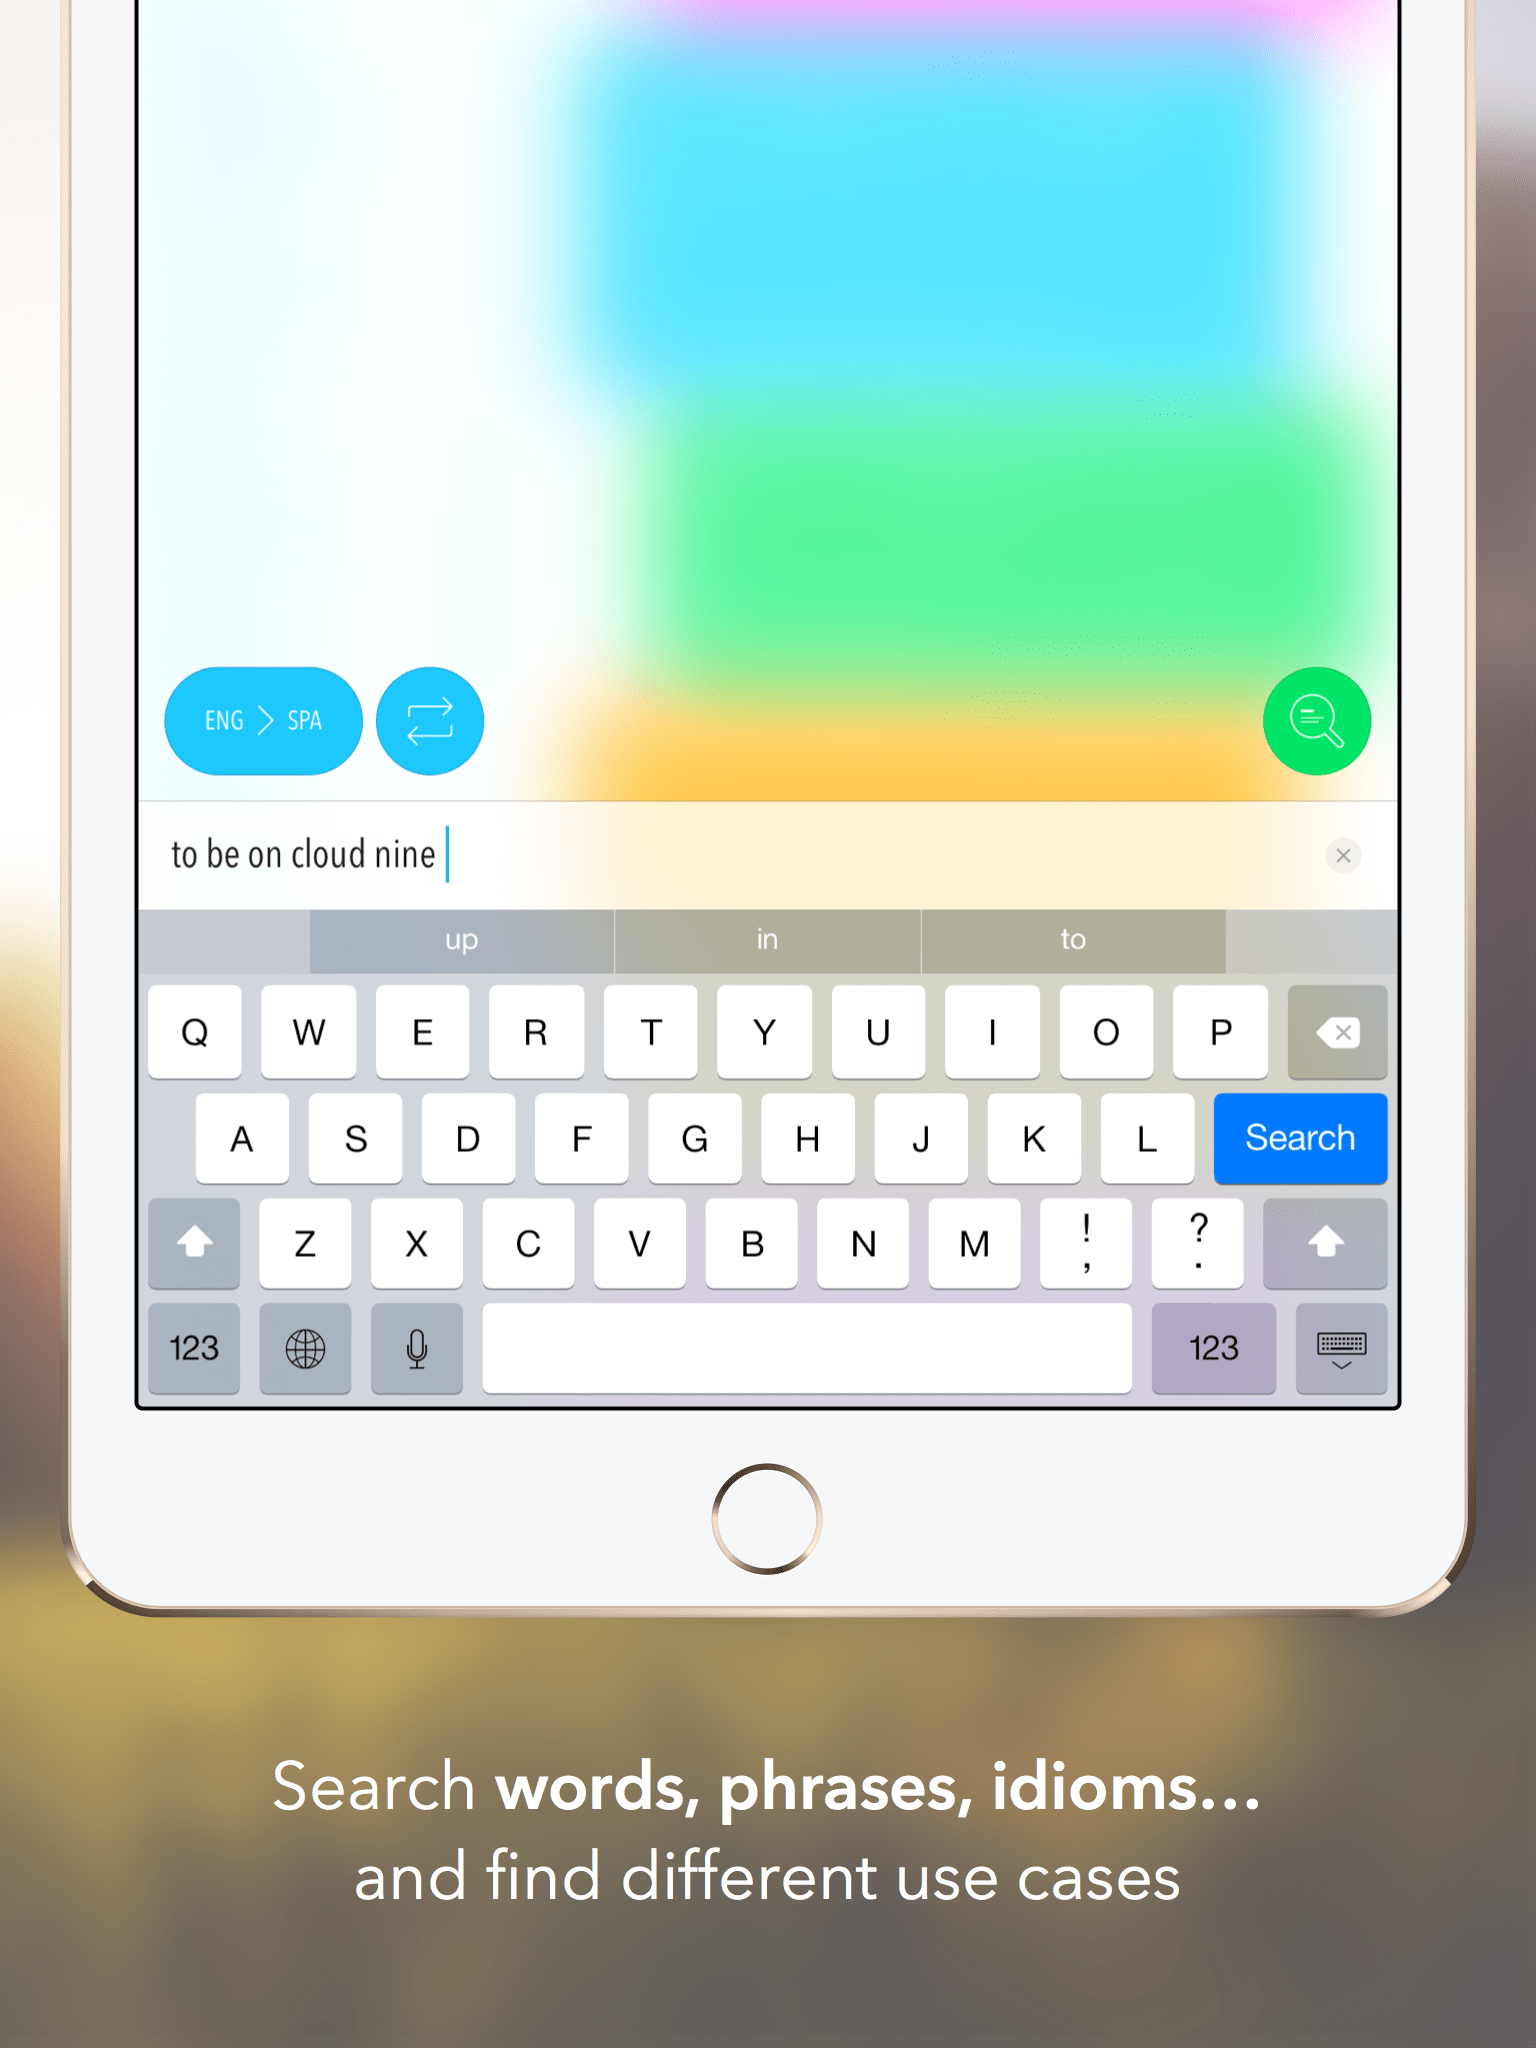 ENG > SPA
to be on cloud nine
up in to
Q W E R T Y U I O P
A S D F G H J K L Search
Z X C V B N M ! , ? .
123 123
Search words, phrases, idioms...
and find different use cases